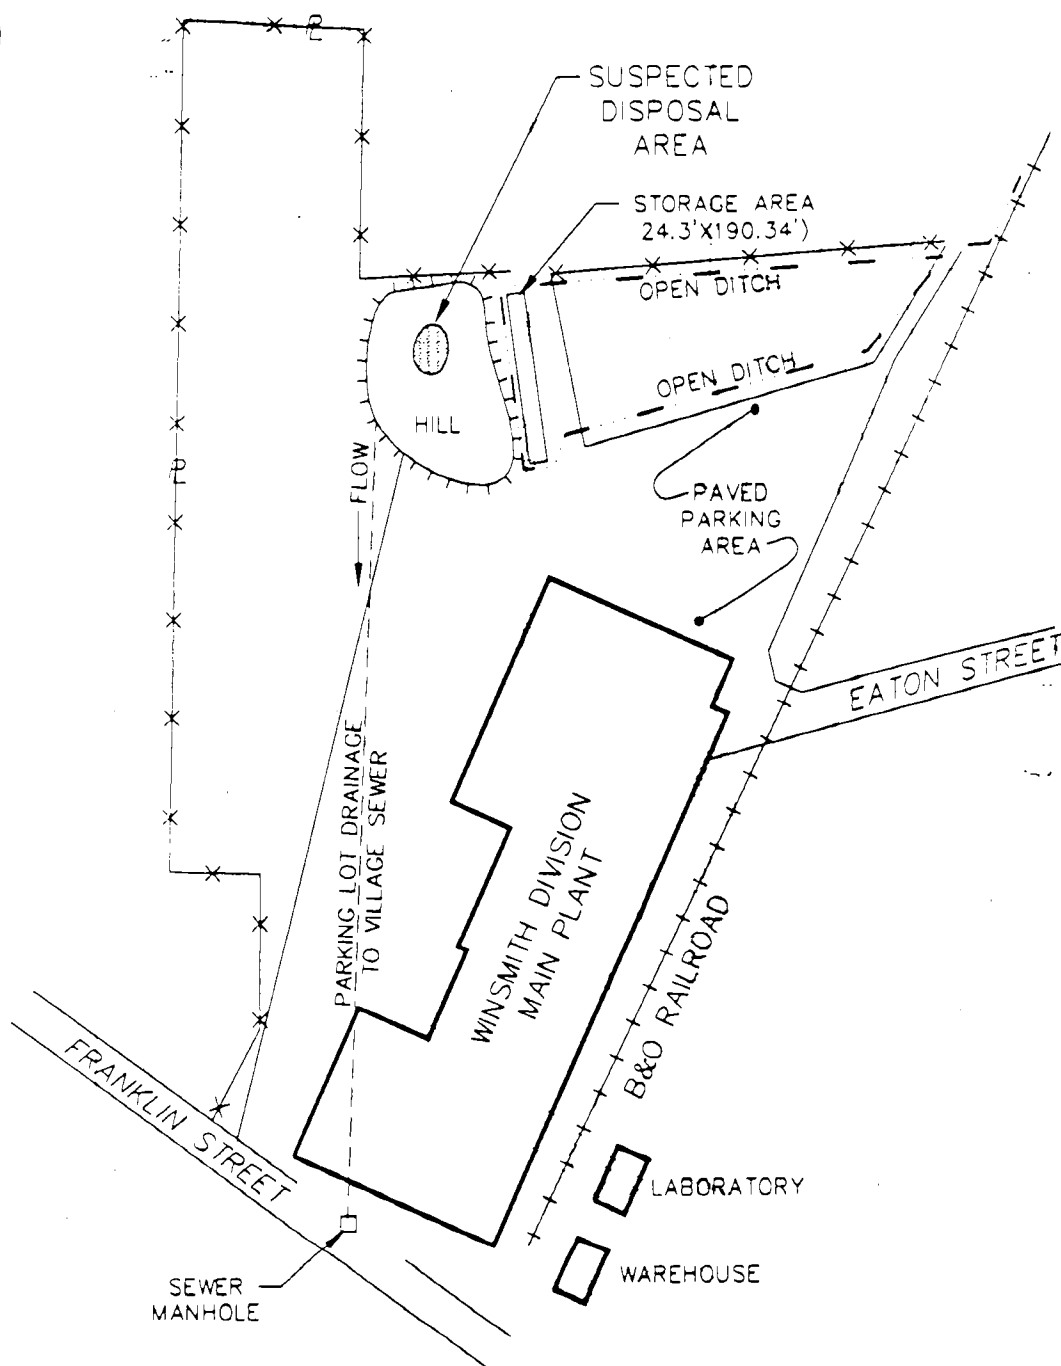 SUSPECTED
DISPOSAL
AREA
STORAGE AREA
24.3'X190.34')
OPEN DITCH
OPEN DITCH
HILL
FLOW
PAVED
PARKING
AREA
EATON STREET
PARKING LOT DRAINAGE
TO VILLAGE SEWER
WINSMITH DIVISION
MAIN PLANT
B&O RAILROAD
FRANKLIN STREET
LABORATORY
WAREHOUSE
SEWER
MANHOLE